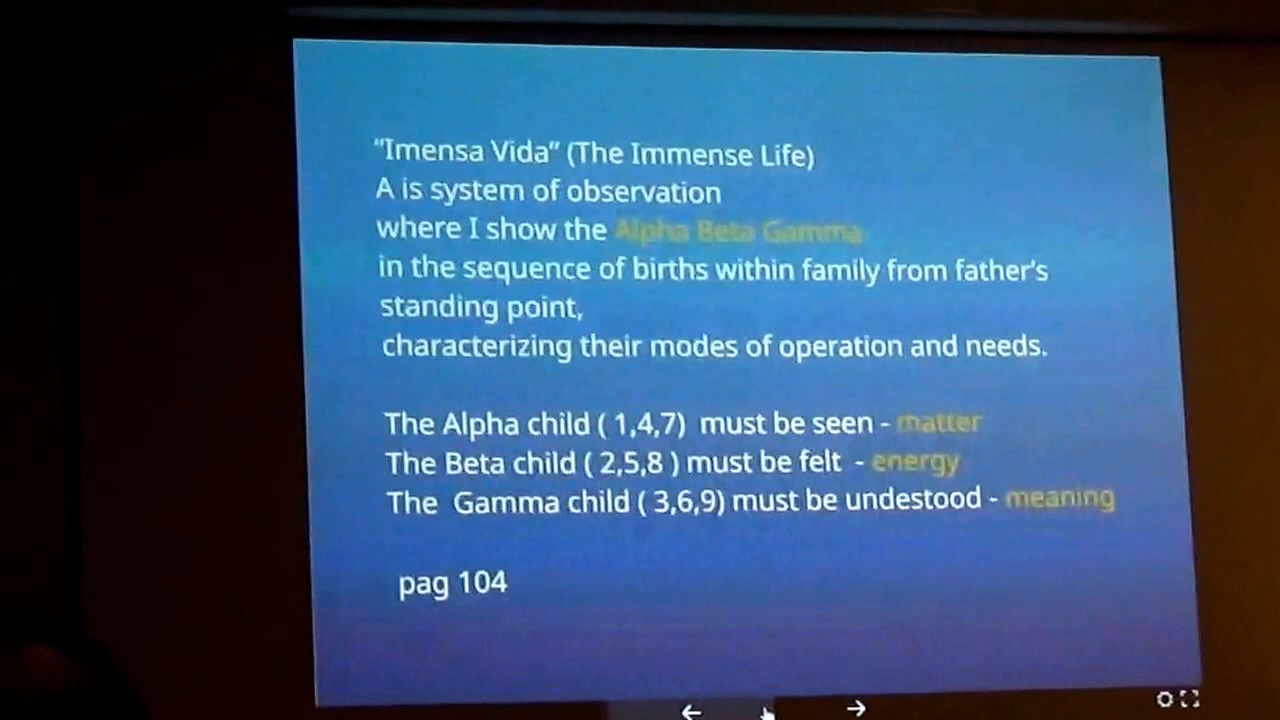 “Imensa Vida” (The Immense Life)
A is system of observation
where I show the Alpha Beta Gamma
in the sequence of births within family from father's
standing point,
characterizing their modes of operation and needs.
The Alpha child ( 1,4,7) must be seen - matter
The Beta child ( 2,5,8 ) must be felt - energy
The Gamma child ( 3,6,9) must be undestood - meaning
pag 104